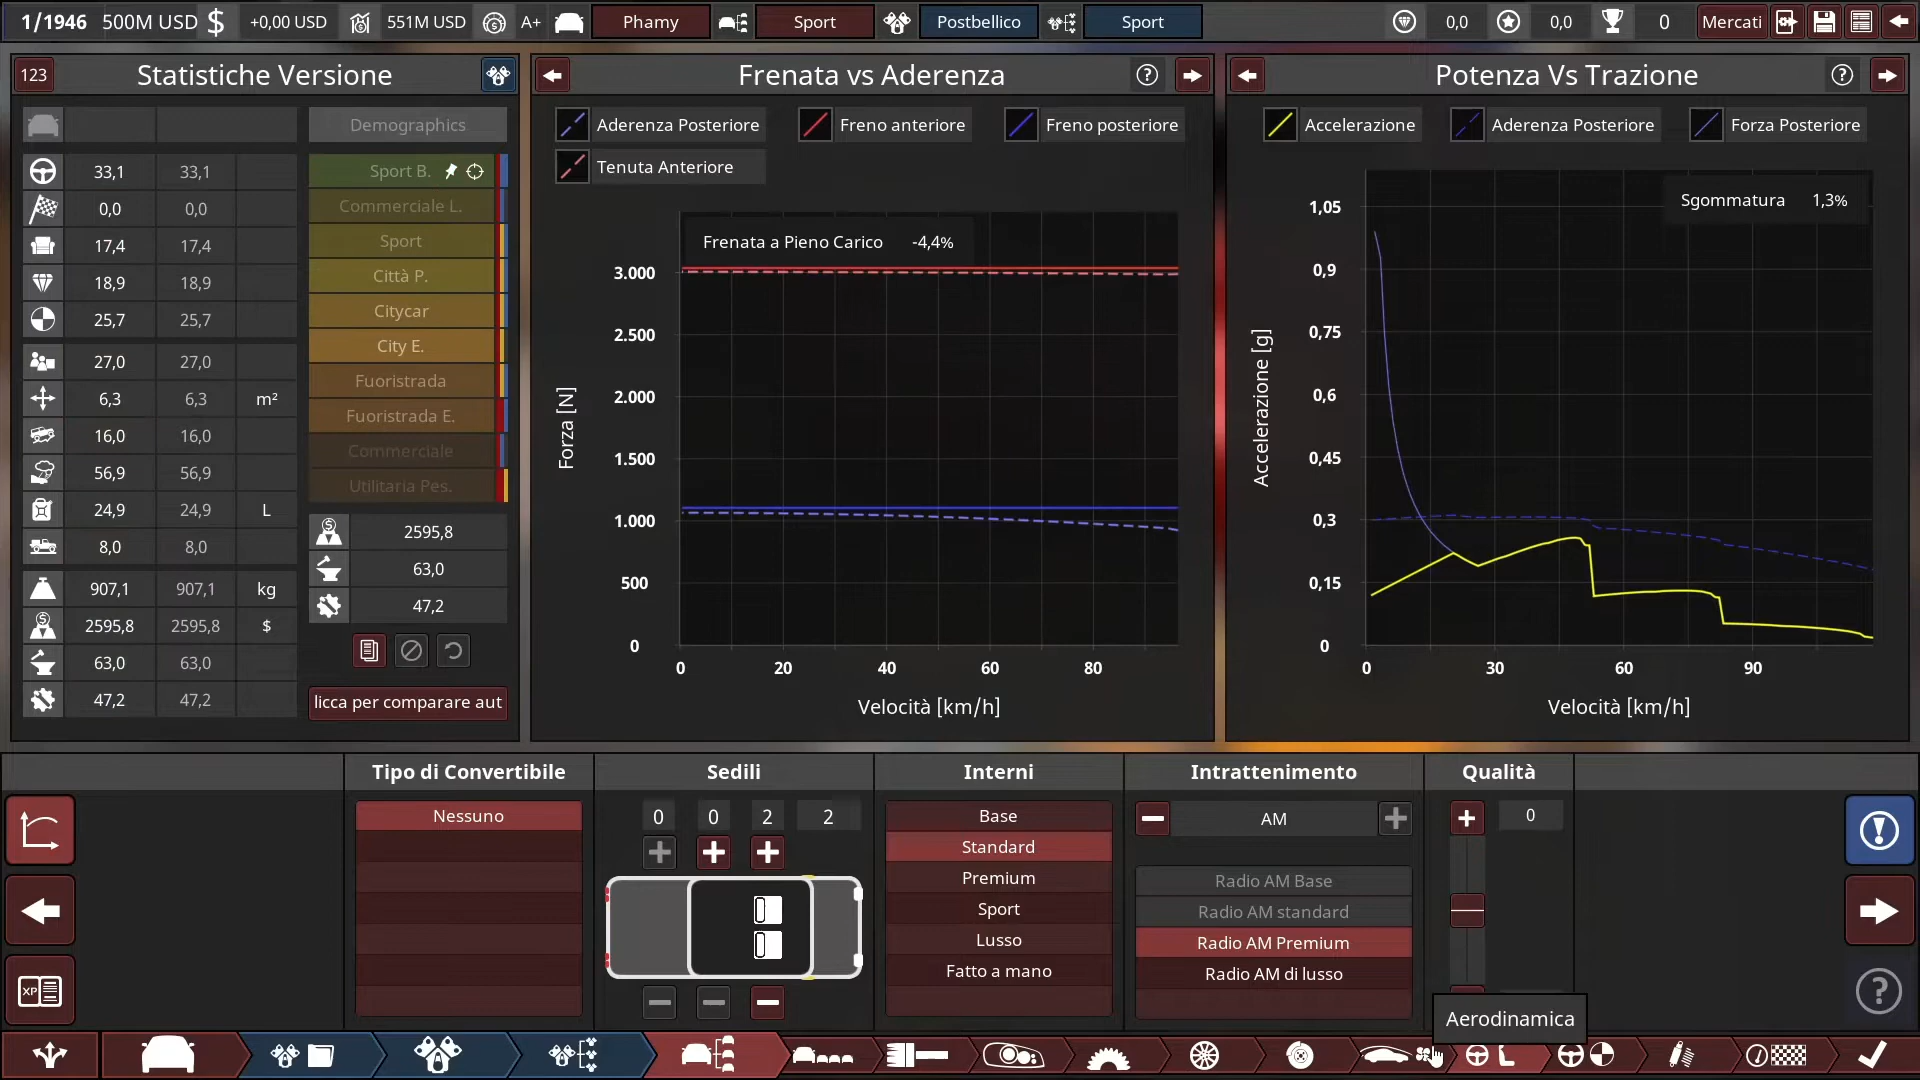 1/1946 500M USD +0,00 USD 551M USD A+ Phamy Sport Postbellico Sport 0,0 0,0 0 Mercati
123 Statistiche Versione
Demographics
33,1 33,1
0,0 0,0
17,4 17,4
18,9 18,9
25,7 25,7
27,0 27,0
6,3 6,3 m²
16,0 16,0
56,9 56,9
24,9 24,9 L
8,0 8,0
907,1 907,1 kg
2595,8 2595,8 $
63,0 63,0
47,2 47,2
Sport B.
Commerciale L.
Sport
Città P.
Citycar
City E.
Fuoristrada
Fuoristrada E.
Commerciale
Utilitaria Pes.
2595,8
63,0
47,2
licca per comparare aut
Frenata vs Aderenza ?
Aderenza Posteriore Freno anteriore Freno posteriore
Tenuta Anteriore
Frenata a Pieno Carico -4,4%
3.000
2.500
2.000
1.500
1.000
500
0
Forza [N]
0 20 40 60 80
Velocità [km/h]
Potenza Vs Trazione ?
Accelerazione Aderenza Posteriore Forza Posteriore
Sgommatura 1,3%
1,05
0,9
0,75
0,6
0,45
0,3
0,15
0
Accelerazione [g]
0 30 60 90
Velocità [km/h]
Tipo di Convertibile
Nessuno
Sedili
0 0 2 2
Interni
Base
Standard
Premium
Sport
Lusso
Fatto a mano
Intrattenimento
AM
Radio AM Base
Radio AM standard
Radio AM Premium
Radio AM di lusso
Qualità
0
XP
?
Aerodinamica